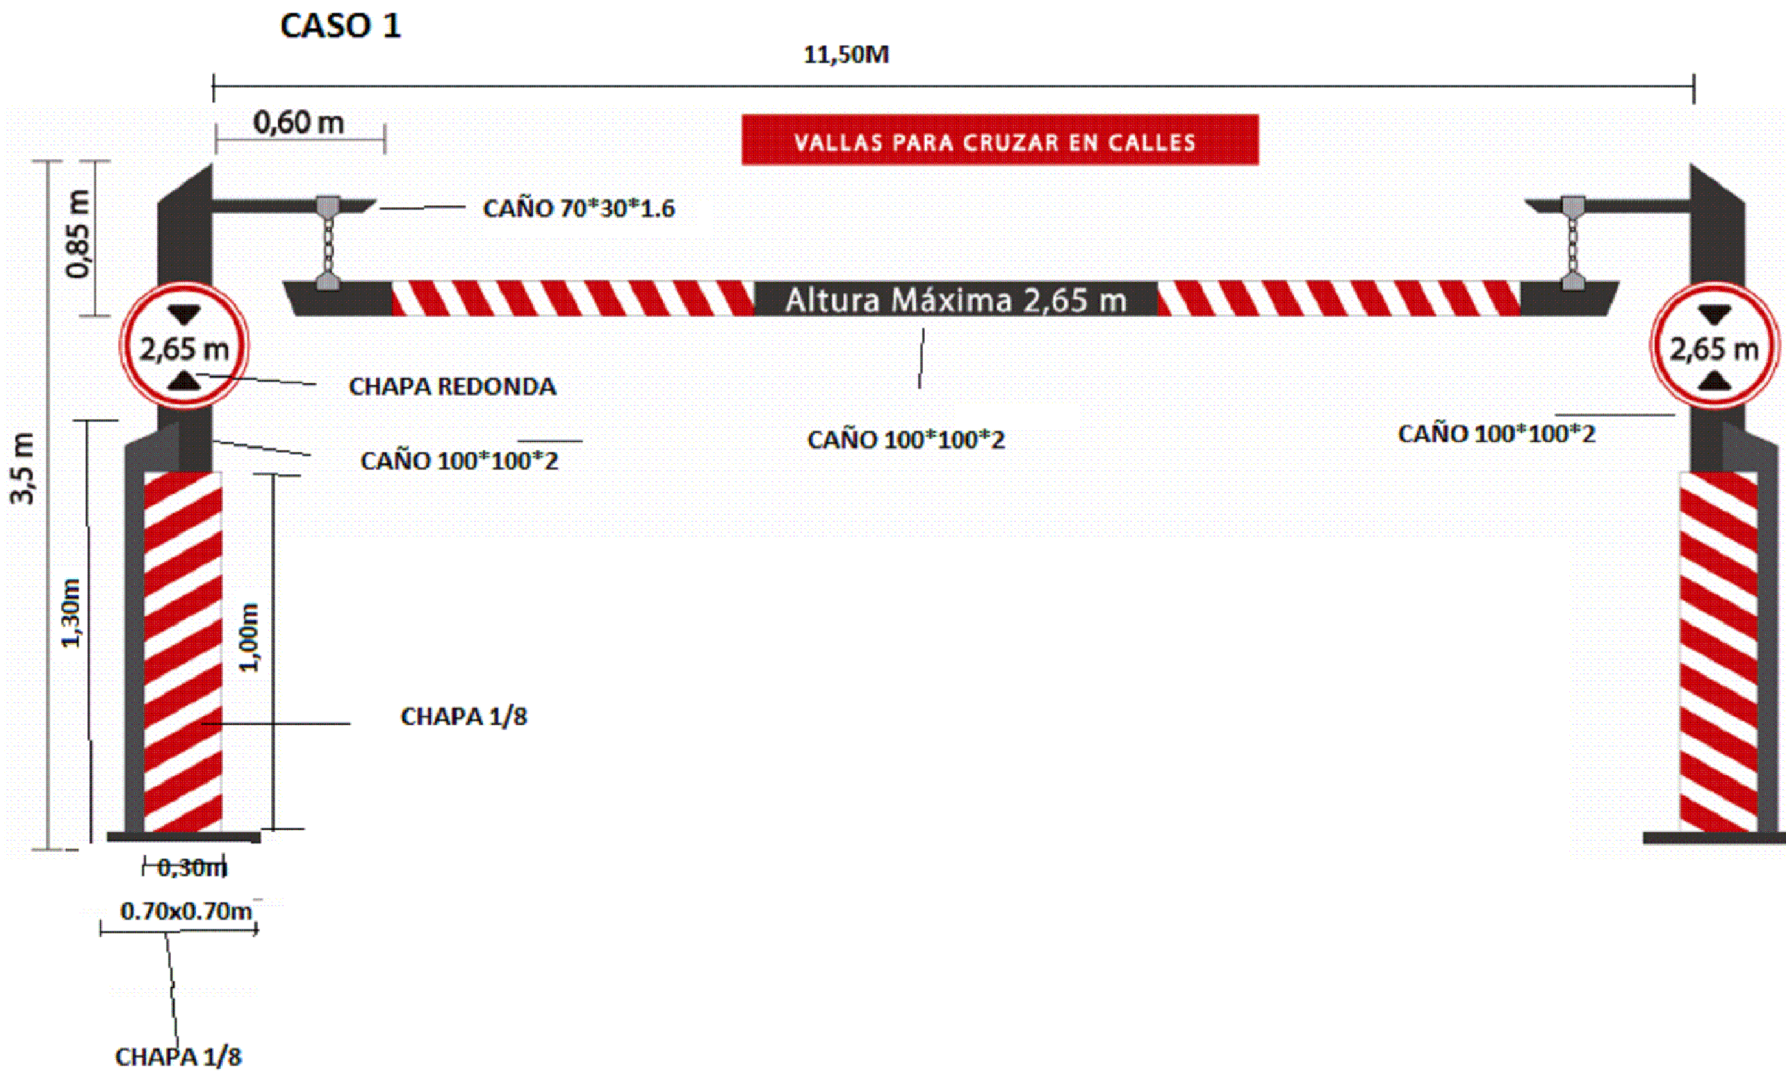 CASO 1
11,50M
0,60 m
VALLAS PARA CRUZAR EN CALLES
CAÑO 70*30*1.6
0,85 m
Altura Máxima 2,65 m
2,65 m
2,65 m
CHAPA REDONDA
CAÑO 100*100*2
CAÑO 100*100*2
CAÑO 100*100*2
3,5 m
1,30m
1,00m
CHAPA 1/8
0,30m
0.70x0.70m
CHAPA 1/8